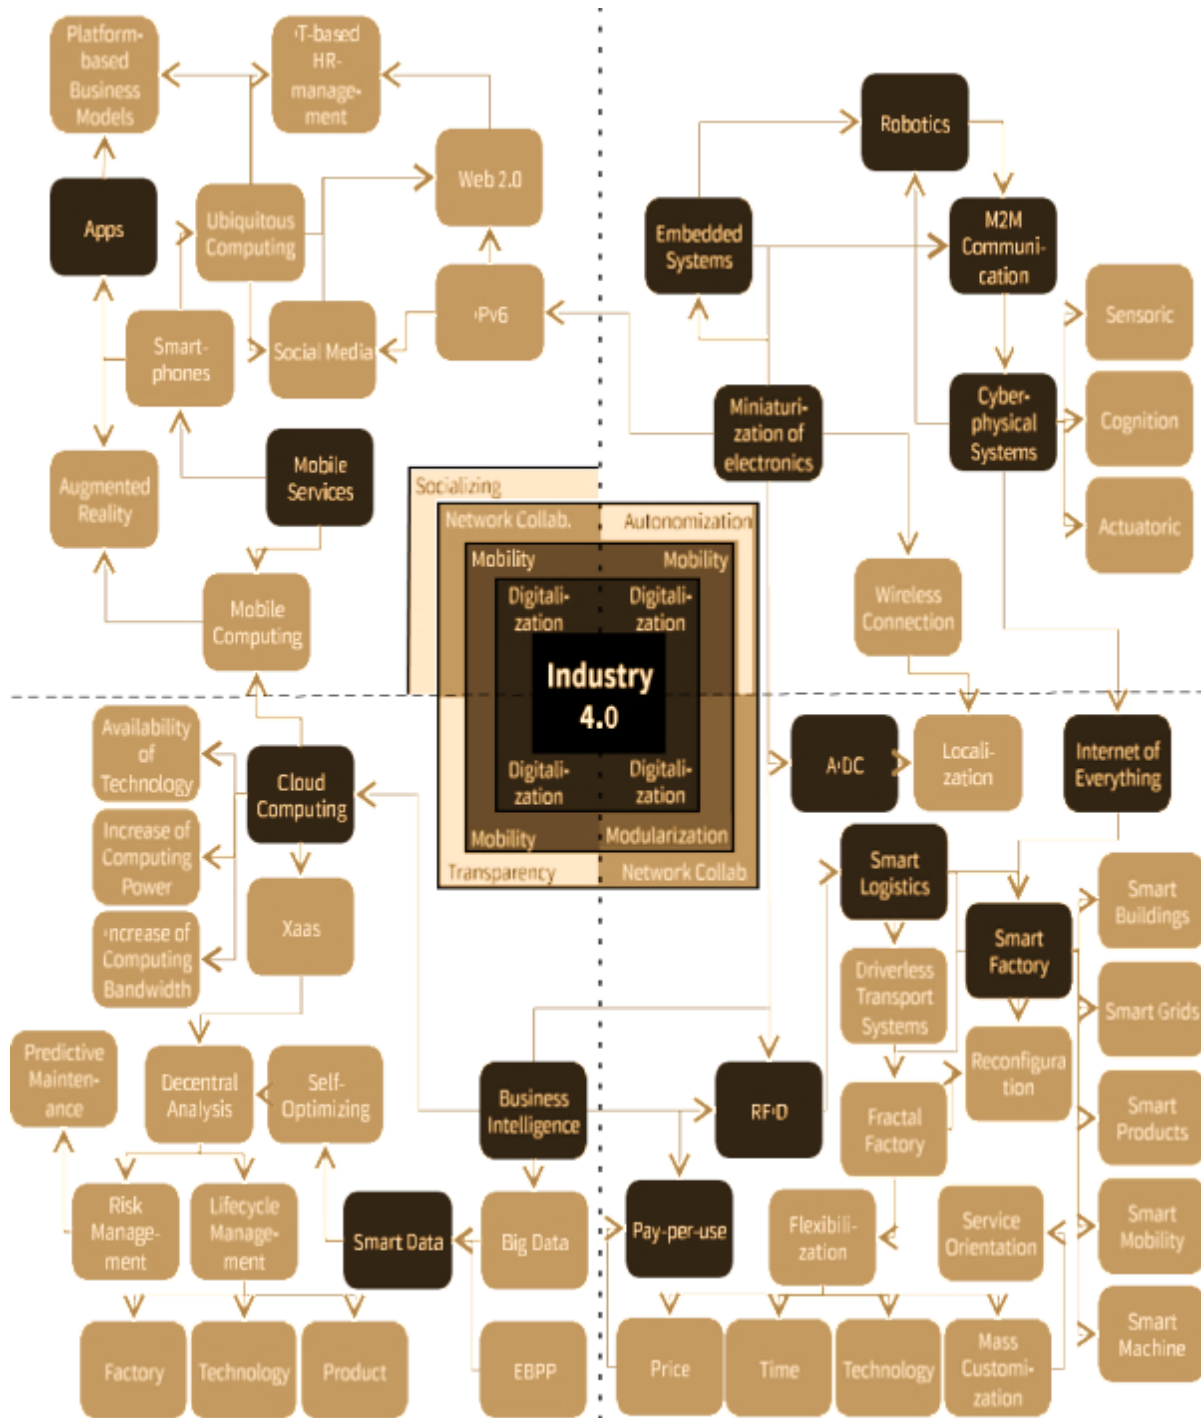 Platform-
based
Business
Models
IT-based
HR-
manage-
ment
Apps
Ubiquitous
Computing
Web 2.0
Smart-
phones
Social Media
IPv6
Augmented
Reality
Mobile
Services
Mobile
Computing
Robotics
Embedded
Systems
M2M
Communi-
cation
Sensoric
Miniaturi-
zation of
electronics
Cyber-
physical
Systems
Cognition
Actuatoric
Wireless
Connection
Socializing
Network Collab.
Autonomization
Mobility
Mobility
Digitali-
zation
Digitali-
zation
Industry
4.0
Digitali-
zation
Digitali-
zation
Mobility
Modularization
Transparency
Network Collab.
Availability
of
Technology
Cloud
Computing
Increase of
Computing
Power
Increase of
Computing
Bandwidth
Xaas
Predictive
Mainten-
ance
Decentral
Analysis
Self-
Optimizing
Business
Intelligence
Risk
Manage-
ment
Lifecycle
Manage-
ment
Smart Data
Big Data
Factory
Technology
Product
EBPP
AIDC
Locali-
zation
Internet of
Everything
Smart
Logistics
Smart
Factory
Smart
Buildings
Driverless
Transport
Systems
Smart Grids
RFID
Fractal
Factory
Reconfigura-
tion
Smart
Products
Pay-per-use
Flexibili-
zation
Service
Orientation
Smart
Mobility
Price
Time
Technology
Mass
Customi-
zation
Smart
Machine